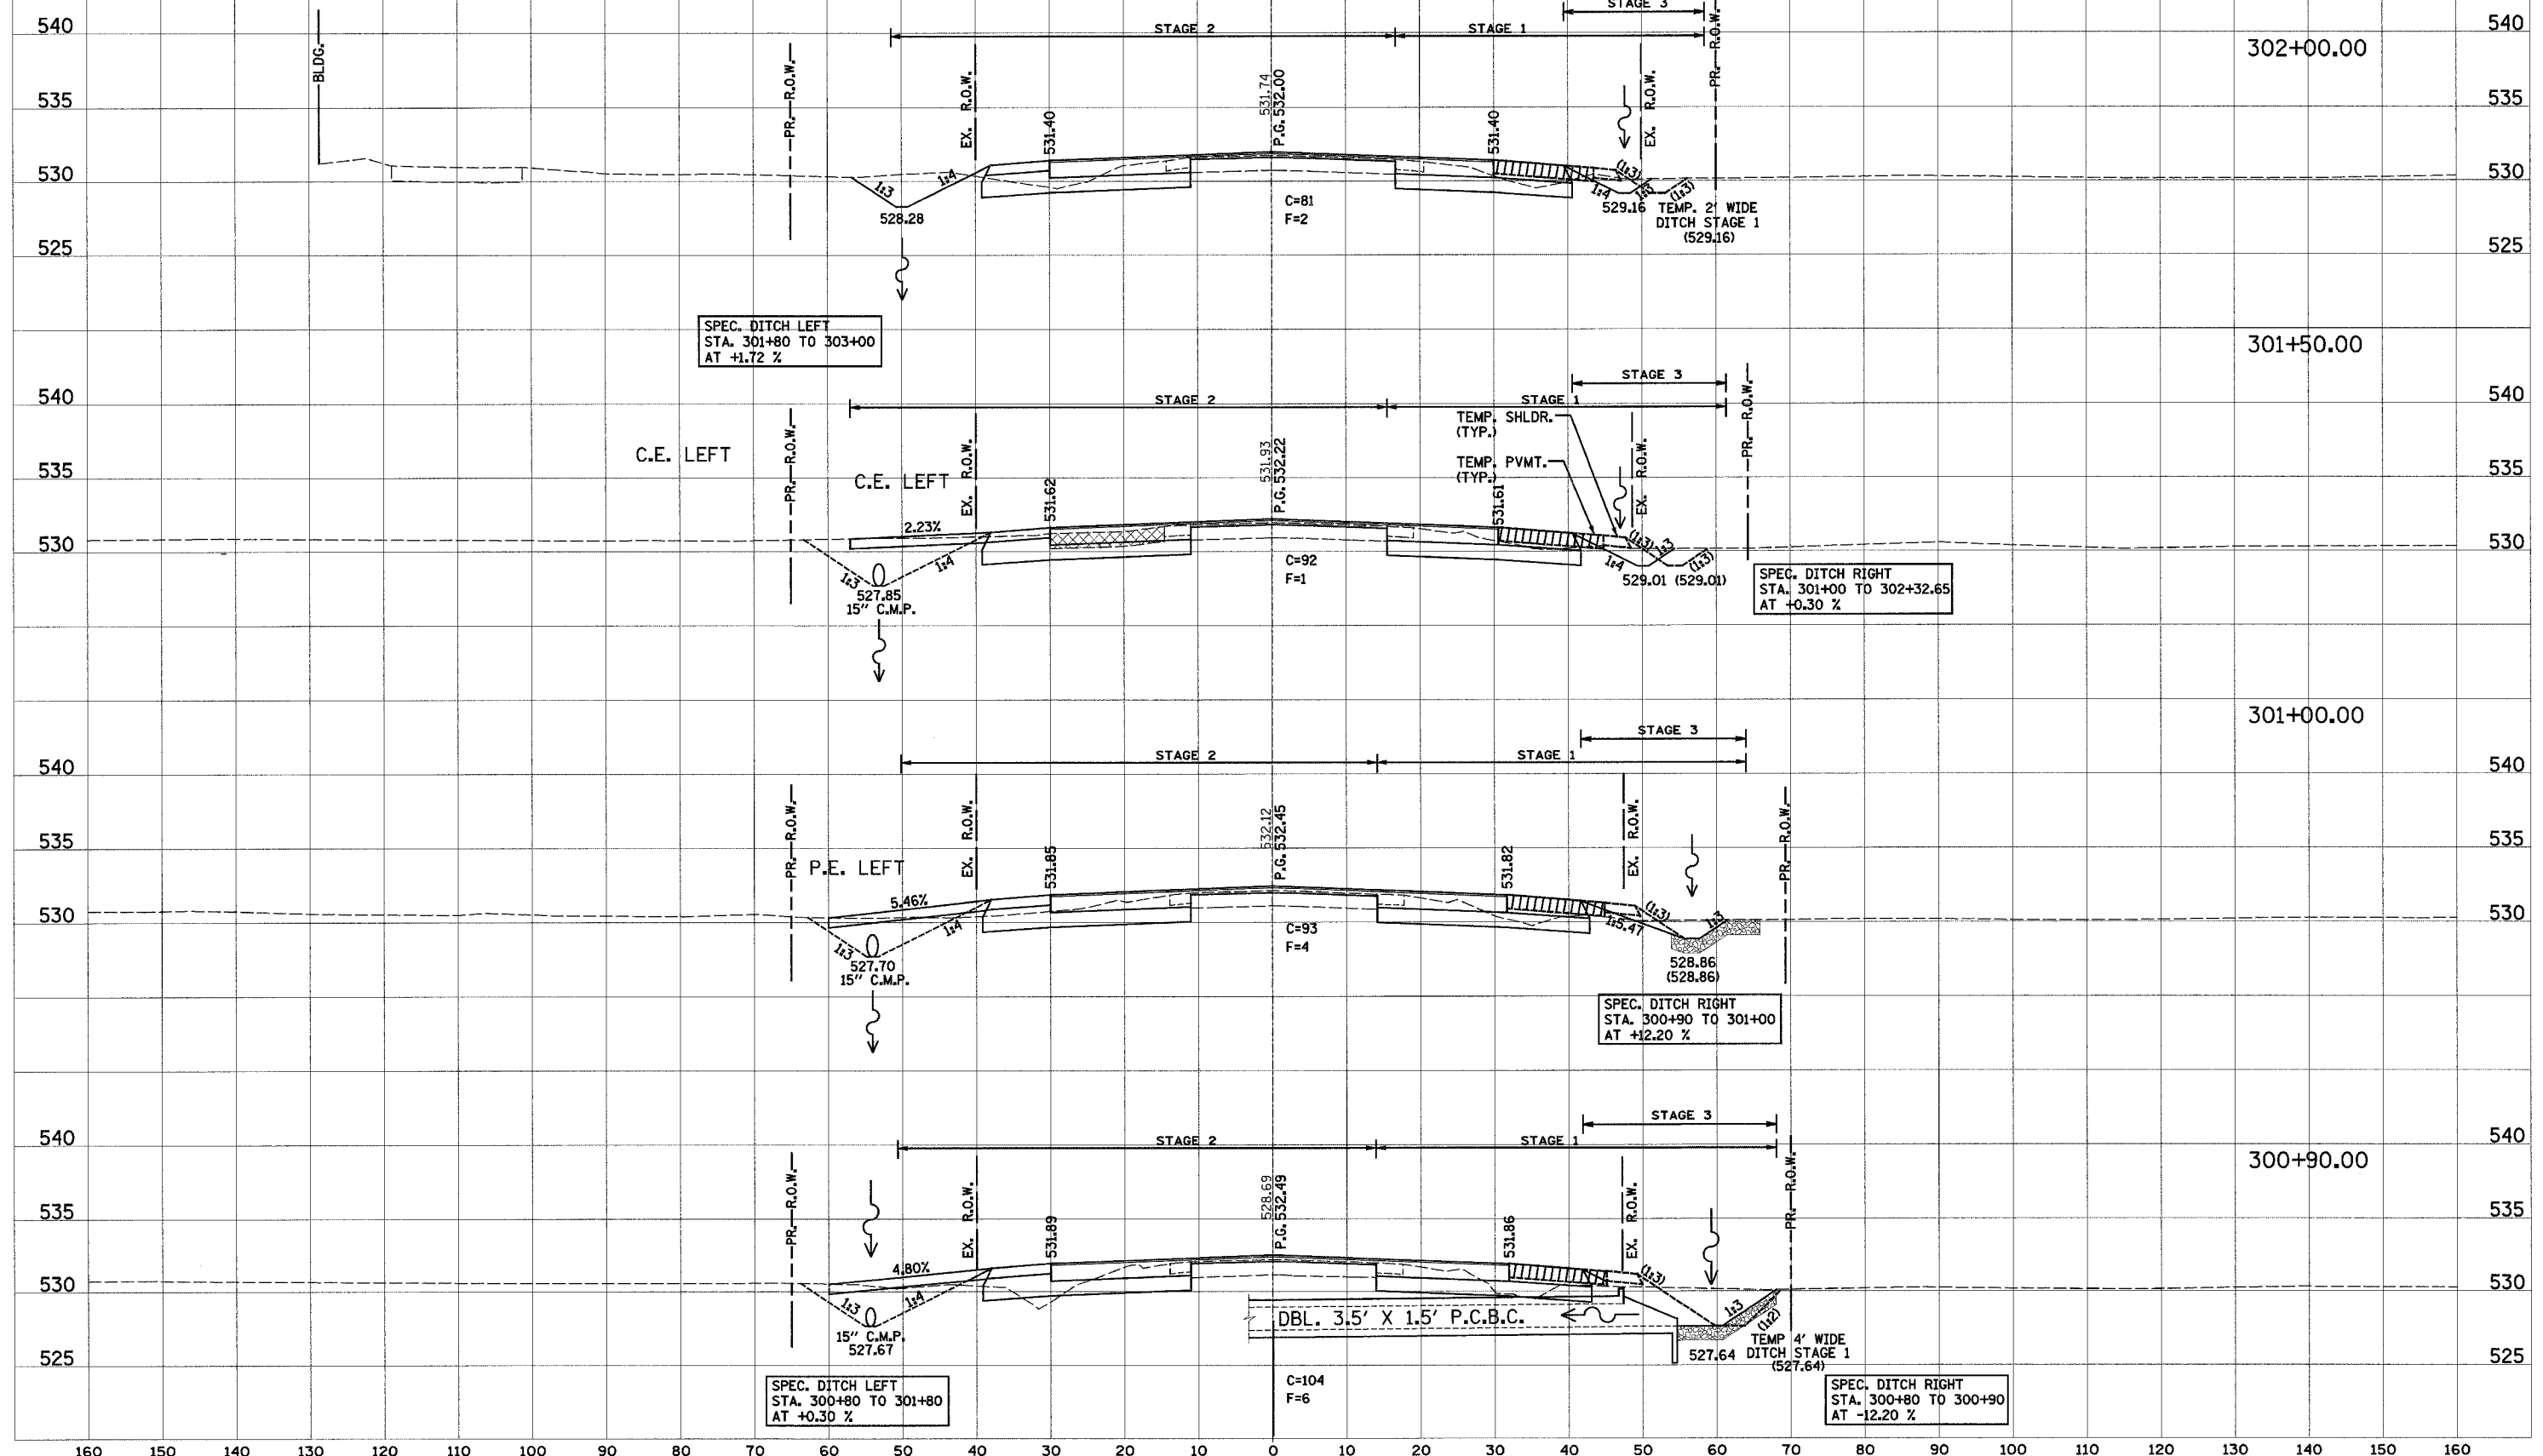 STAGE 3
540
STAGE 2
STAGE 1
540
302+00.00
BLDG.
PR. R.O.W.
EX. R.O.W.
531.74
P.G. 532.00
EX. R.O.W.
PR. R.O.W.
535
535
531.40
531.40
530
530
1:3
1:4
(1:3)
1:4
1:3
(1:3)
528.28
C=81
F=2
529.16
TEMP. 2' WIDE
DITCH STAGE 1
(529.16)
525
525
SPEC. DITCH LEFT
STA. 301+80 TO 303+00
AT +1.72 %
301+50.00
STAGE 3
540
STAGE 2
STAGE 1
540
TEMP. SHLDR.
(TYP.)
PR. R.O.W.
EX. R.O.W.
531.93
P.G. 532.22
EX. R.O.W.
PR. R.O.W.
C.E. LEFT
535
535
TEMP. PVMT.
(TYP.)
C.E. LEFT
531.62
531.61
2.23%
530
530
1:3
1:4
(1:3)
1:3
1:4
(1:3)
527.85
15" C.M.P.
C=92
F=1
529.01 (529.01)
SPEC. DITCH RIGHT
STA. 301+00 TO 302+32.65
AT +0.30 %
301+00.00
STAGE 3
540
STAGE 2
STAGE 1
540
PR. R.O.W.
EX. R.O.W.
532.12
P.G. 532.45
EX. R.O.W.
PR. R.O.W.
535
535
P.E. LEFT
531.85
531.82
5.46%
530
530
1:3
1:4
(1:3)
1:5.47
1:3
527.70
15" C.M.P.
C=93
F=4
528.86
(528.86)
SPEC. DITCH RIGHT
STA. 300+90 TO 301+00
AT +12.20 %
STAGE 3
540
STAGE 2
STAGE 1
540
300+90.00
PR. R.O.W.
EX. R.O.W.
528.69
P.G. 532.49
EX. R.O.W.
PR. R.O.W.
535
535
531.89
531.86
4.80%
530
530
1:3
1:4
(1:3)
1:3
(1:2)
DBL. 3.5' X 1.5' P.C.B.C.
15" C.M.P.
527.67
527.64
TEMP 4' WIDE
DITCH STAGE 1
(527.64)
525
525
C=104
F=6
SPEC. DITCH LEFT
STA. 300+80 TO 301+80
AT +0.30 %
SPEC. DITCH RIGHT
STA. 300+80 TO 300+90
AT -12.20 %
160 150 140 130 120 110 100 90 80 70 60 50 40 30 20 10 0 10 20 30 40 50 60 70 80 90 100 110 120 130 140 150 160